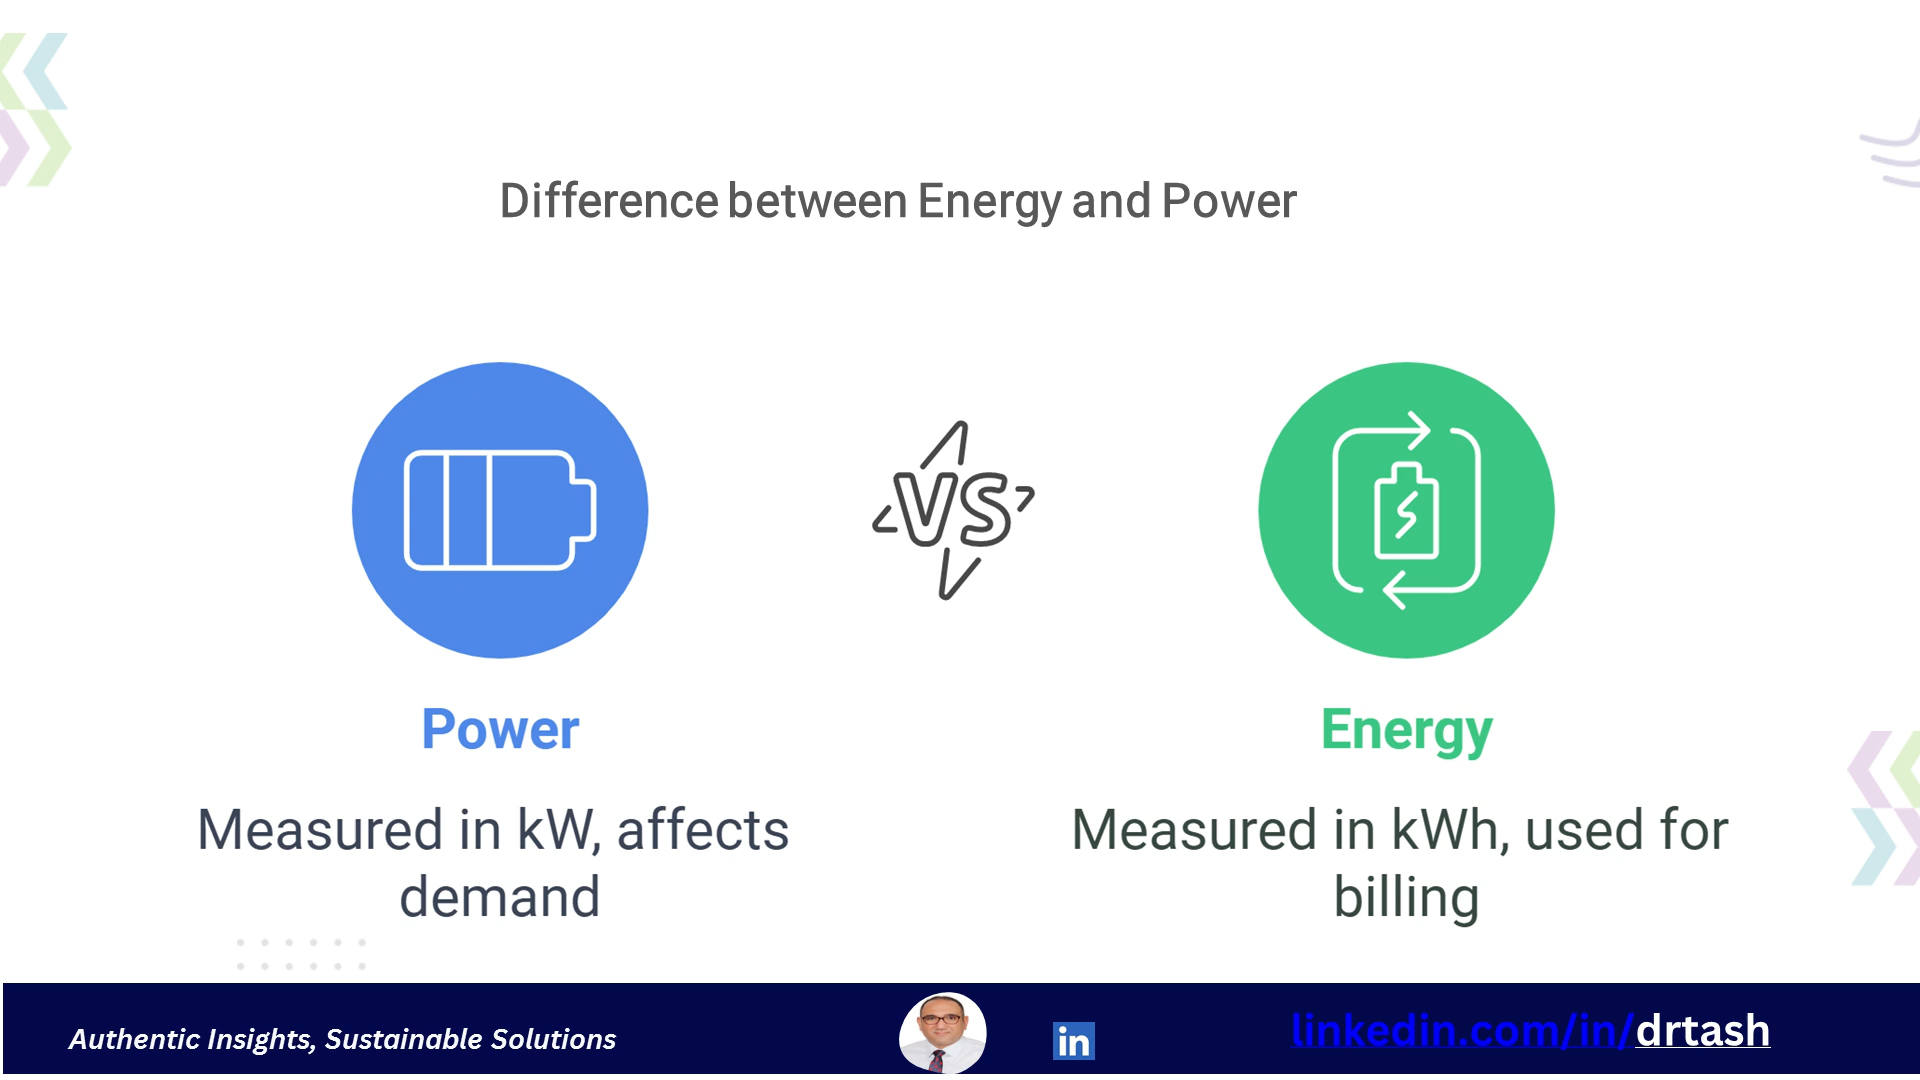 Difference between Energy and Power
VS
Power
Measured in kW, affects
demand
Energy
Measured in kWh, used for
billing
Authentic Insights, Sustainable Solutions
in
linkedin.com/in/drtash